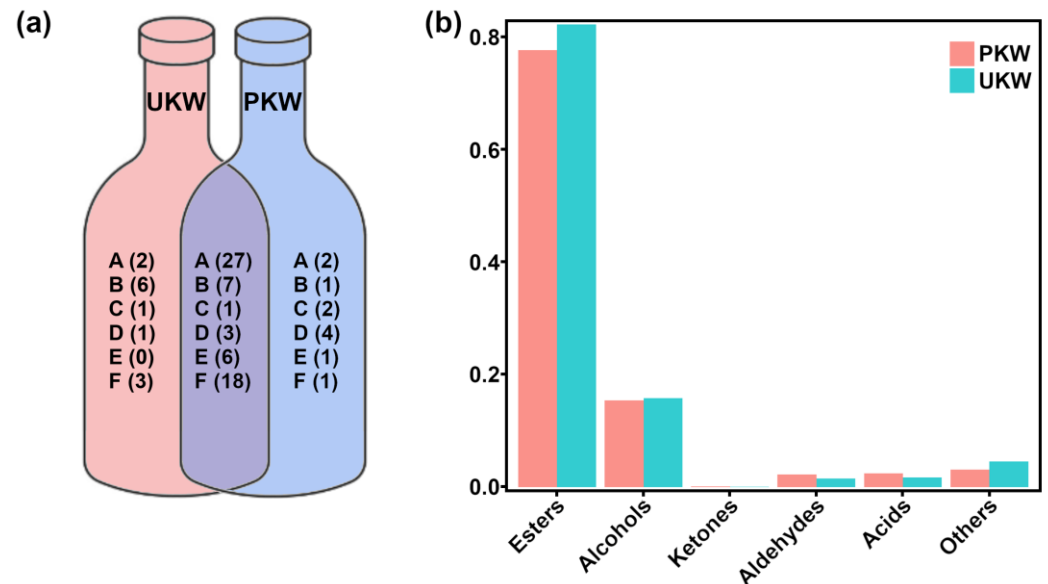 (a)
UKW
PKW
A (2)
B (6)
C (1)
D (1)
E (0)
F (3)
A (27)
B (7)
C (1)
D (3)
E (6)
F (18)
A (2)
B (1)
C (2)
D (4)
E (1)
F (1)
(b)
0.8
0.6
0.4
0.2
0.0
PKW
UKW
Esters
Alcohols
Ketones
Aldehydes
Acids
Others